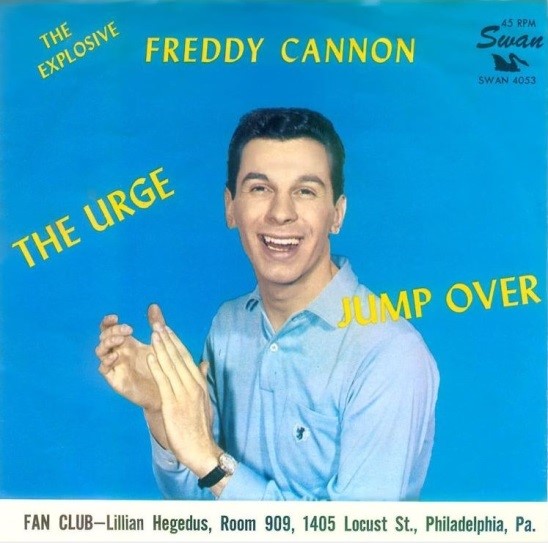 THE
EXPLOSIVE
FREDDY CANNON
45 RPM
Swan
SWAN 4053
THE URGE
JUMP OVER
FAN CLUB—Lillian Hegedus, Room 909, 1405 Locust St., Philadelphia, Pa.